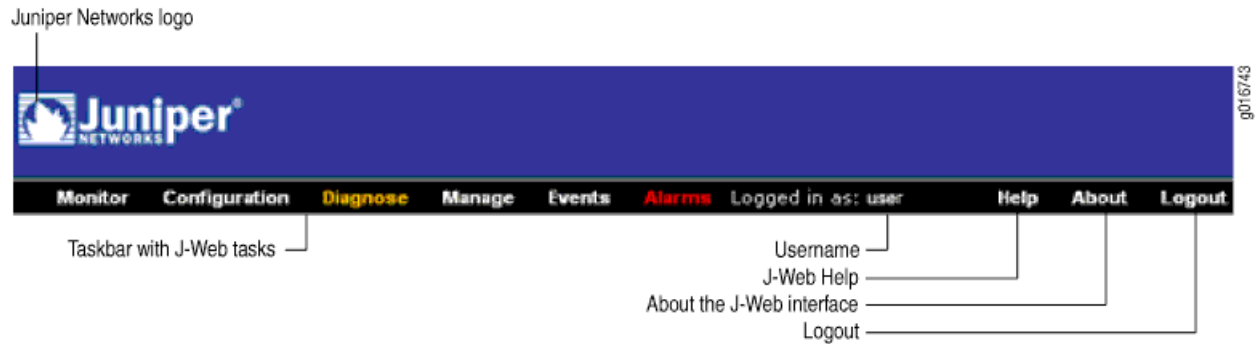 Juniper Networks logo
g016743
Juniper®
NETWORKS
Monitor Configuration Diagnose Manage Events Alarms Logged in as: user Help About Logout
Taskbar with J-Web tasks
Username
J-Web Help
About the J-Web interface
Logout